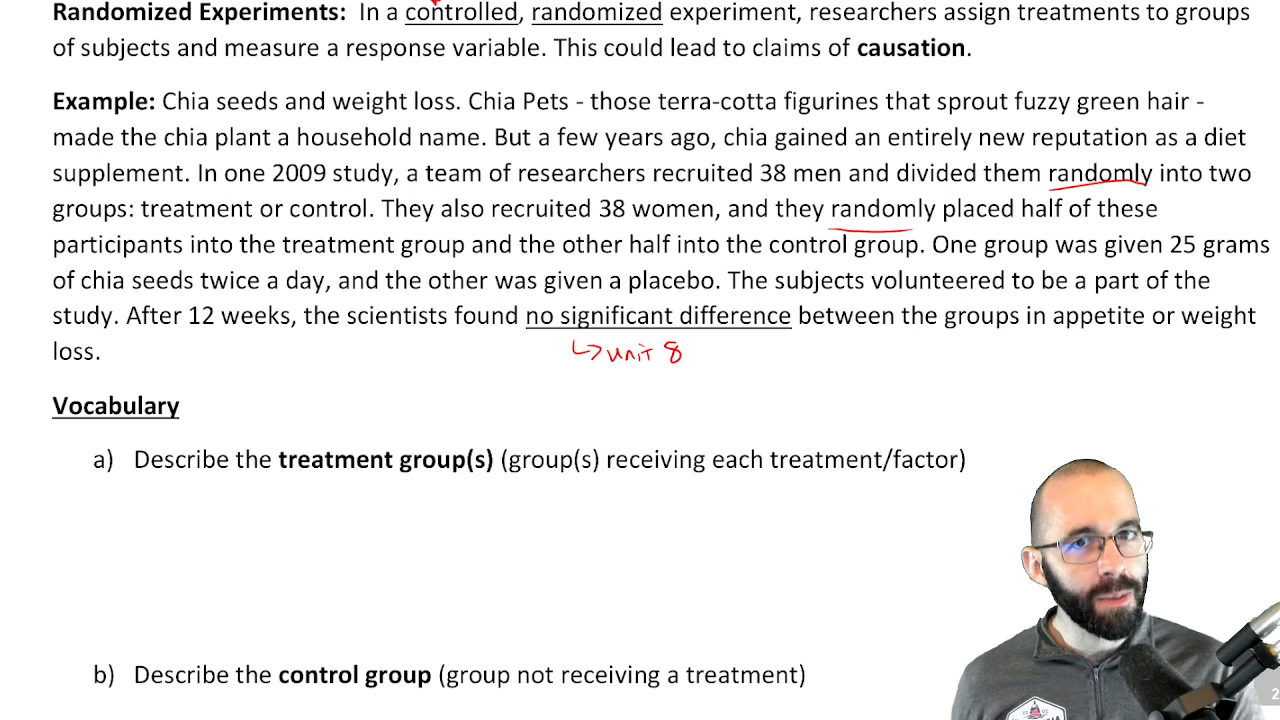 Randomized Experiments: In a controlled, randomized experiment, researchers assign treatments to groups
of subjects and measure a response variable. This could lead to claims of causation.
Example: Chia seeds and weight loss. Chia Pets - those terra-cotta figurines that sprout fuzzy green hair -
made the chia plant a household name. But a few years ago, chia gained an entirely new reputation as a diet
supplement. In one 2009 study, a team of researchers recruited 38 men and divided them randomly into two
groups: treatment or control. They also recruited 38 women, and they randomly placed half of these
participants into the treatment group and the other half into the control group. One group was given 25 grams
of chia seeds twice a day, and the other was given a placebo. The subjects volunteered to be a part of the
study. After 12 weeks, the scientists found no significant difference between the groups in appetite or weight
loss.
↳ unit 8
Vocabulary
a) Describe the treatment group(s) (group(s) receiving each treatment/factor)
b) Describe the control group (group not receiving a treatment)
2